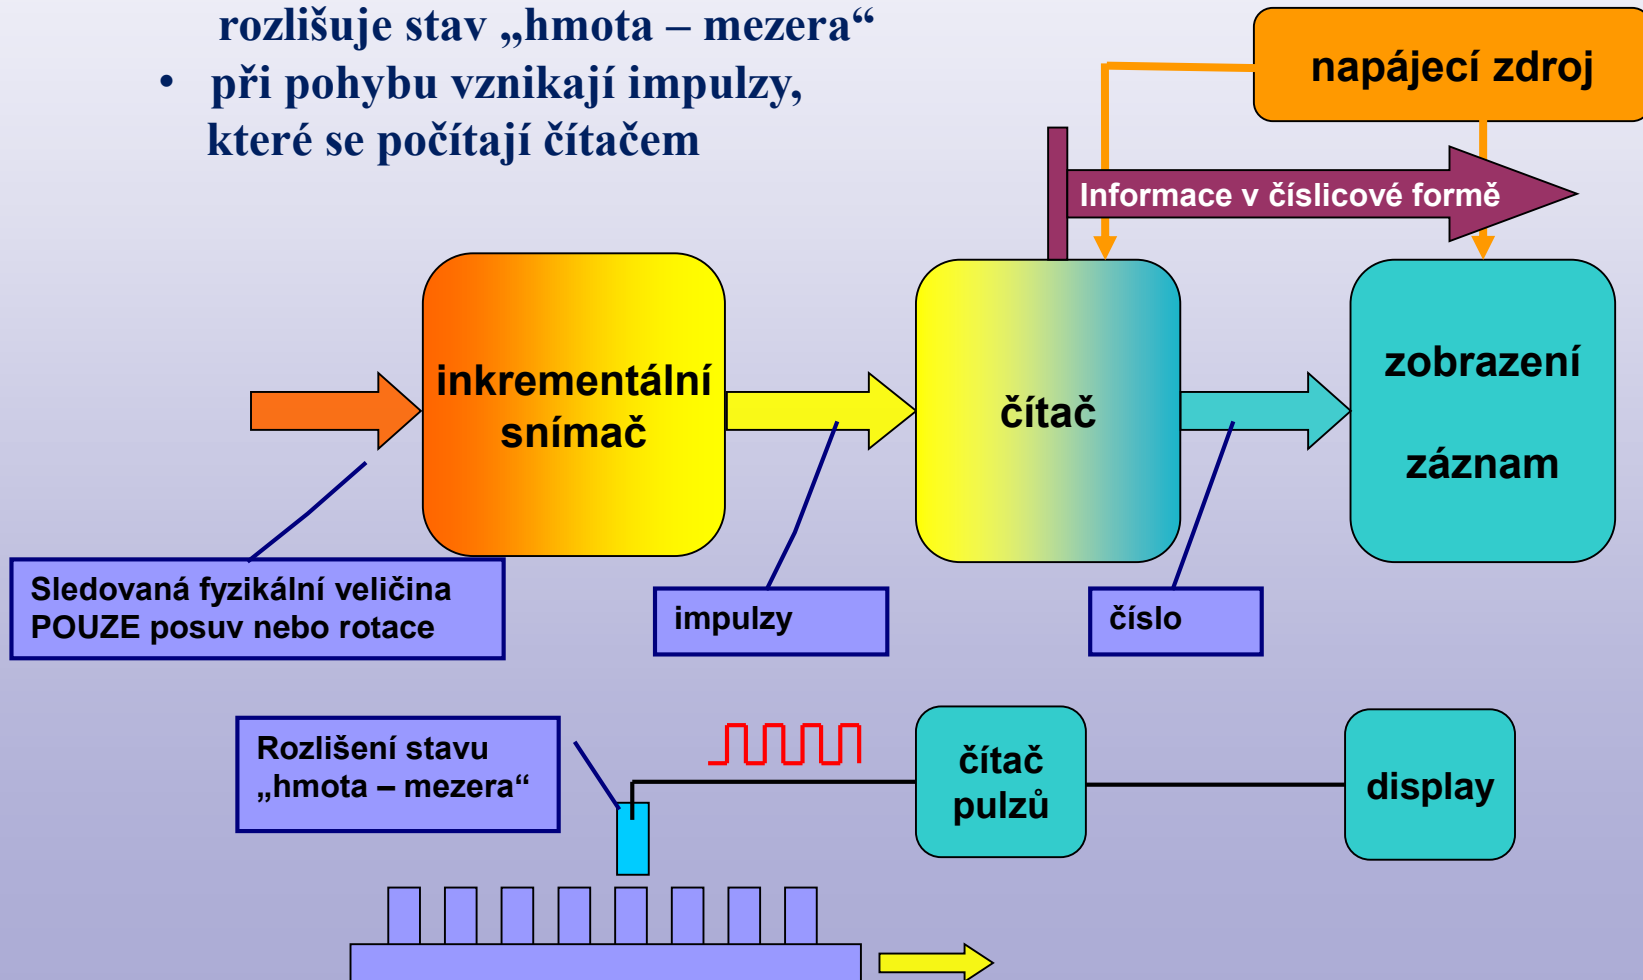 rozlišuje stav „hmota – mezera“
• při pohybu vznikají impulzy,
které se počítají čítačem
napájecí zdroj
Informace v číslicové formě
inkrementální
snímač
čítač
zobrazení
záznam
Sledovaná fyzikální veličina
POUZE posuv nebo rotace
impulzy
číslo
Rozlišení stavu
„hmota – mezera“
čítač
pulzů
display